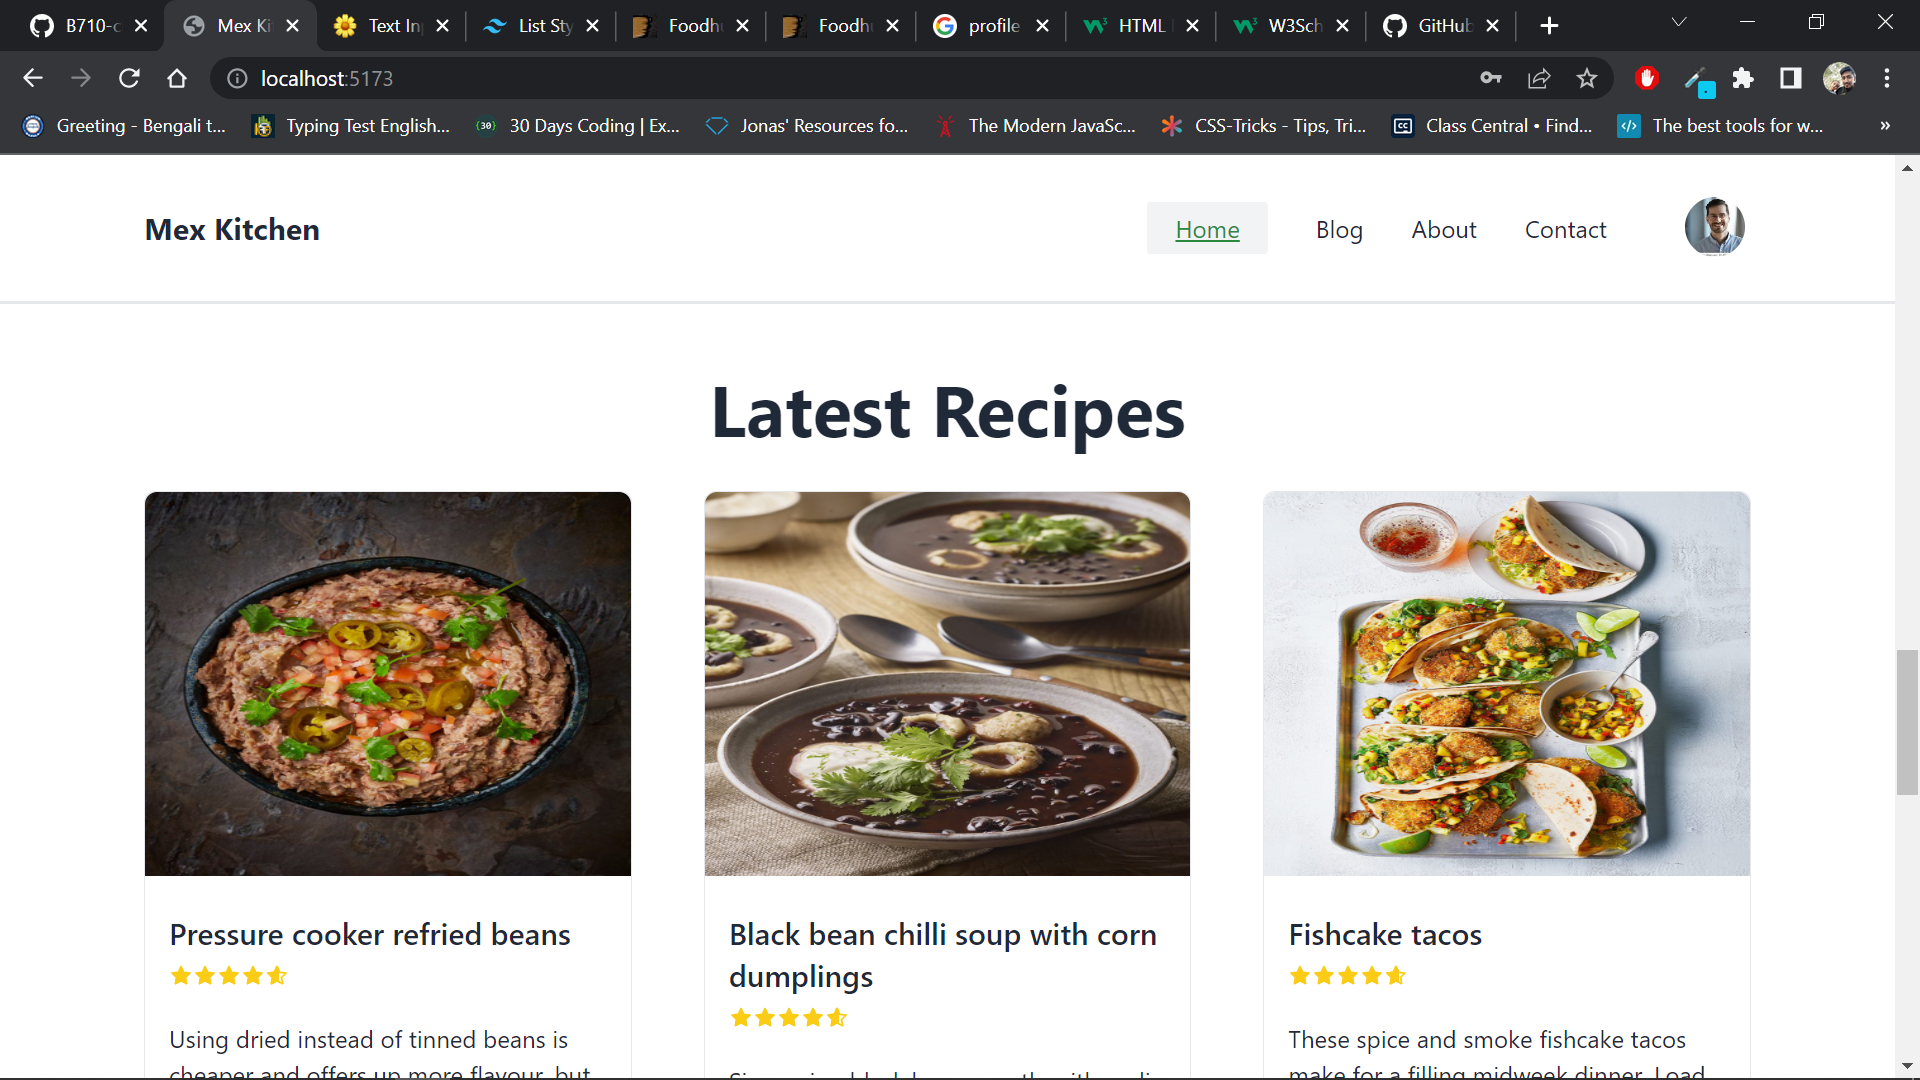 B710-c
Mex Ki
Text In
List Sty
Foodhu
Foodhu
profile
HTML
W3Sch
GitHub
localhost:5173
Greeting - Bengali t...
Typing Test English...
{30}
30 Days Coding | Ex...
Jonas' Resources fo...
The Modern JavaSc...
CSS-Tricks - Tips, Tri...
CC
Class Central • Find...
</>
The best tools for w...
»
Mex Kitchen
Home
Blog
About
Contact
Latest Recipes
Pressure cooker refried beans
Using dried instead of tinned beans is
cheaper and offers up more flavour, but
Black bean chilli soup with corn
dumplings
Fishcake tacos
These spice and smoke fishcake tacos
make for a filling midweek dinner. Load